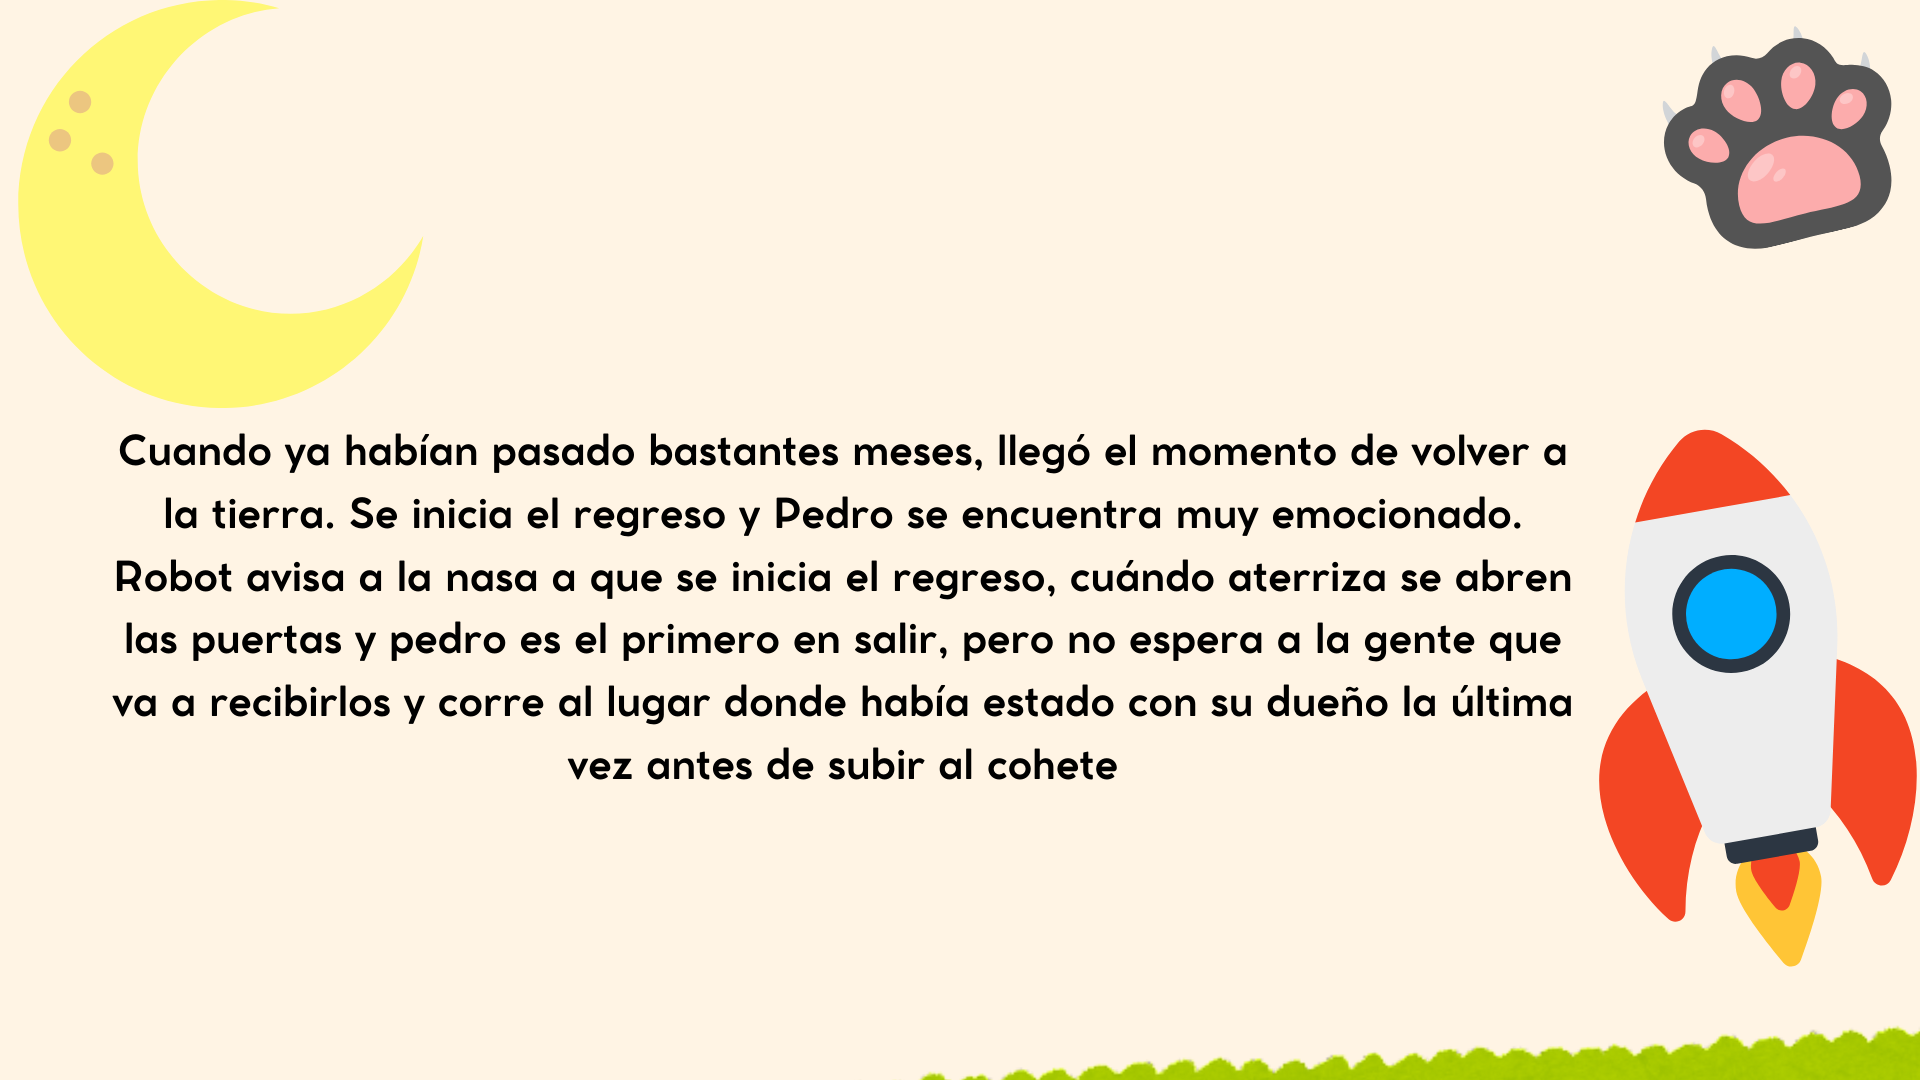 Cuando ya habían pasado bastantes meses, llegó el momento de volver a
la tierra. Se inicia el regreso y Pedro se encuentra muy emocionado.
Robot avisa a la nasa a que se inicia el regreso, cuándo aterriza se abren
las puertas y pedro es el primero en salir, pero no espera a la gente que
va a recibirlos y corre al lugar donde había estado con su dueño la última
vez antes de subir al cohete